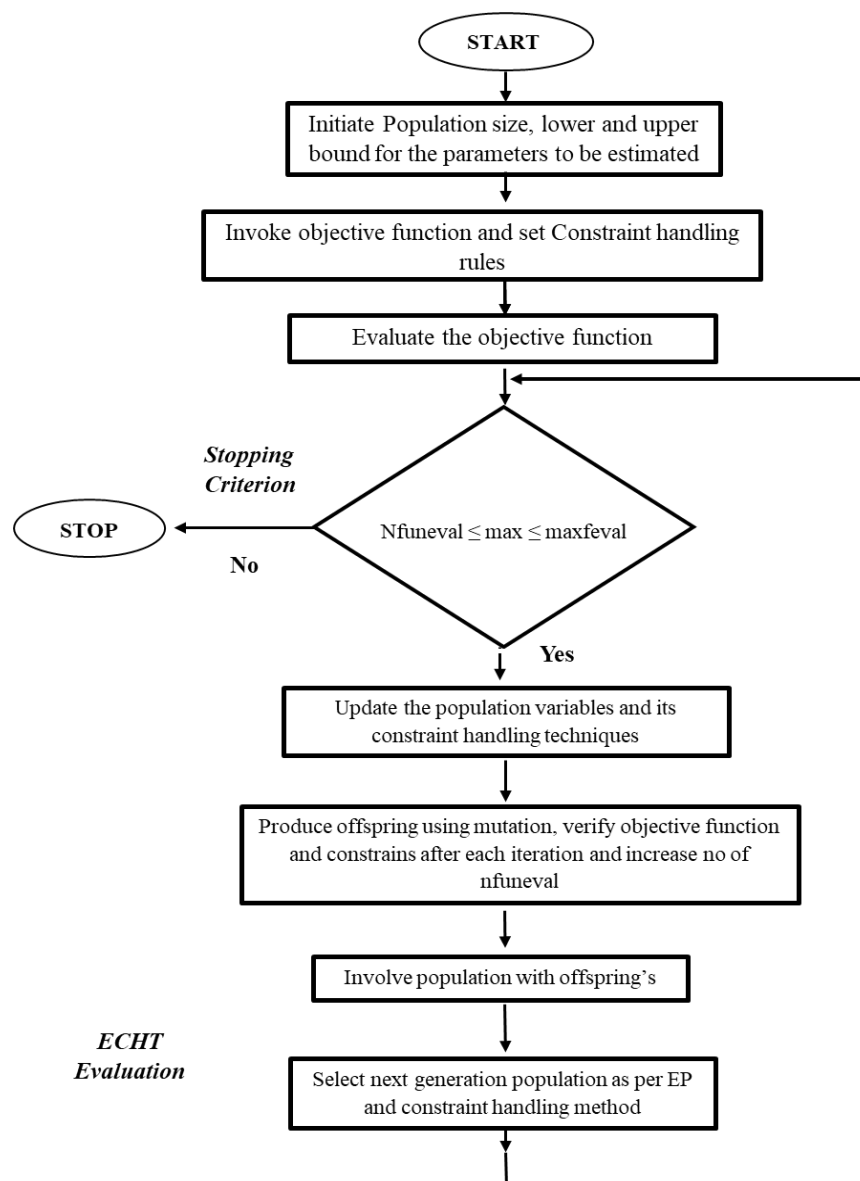 START
Initiate Population size, lower and upper
bound for the parameters to be estimated
Invoke objective function and set Constraint handling
rules
Evaluate the objective function
Stopping
Criterion
Nfuneval ≤ max ≤ maxfeval
STOP
No
Yes
Update the population variables and its
constraint handling techniques
Produce offspring using mutation, verify objective function
and constrains after each iteration and increase no of
nfuneval
Involve population with offspring’s
ECHT
Evaluation
Select next generation population as per EP
and constraint handling method